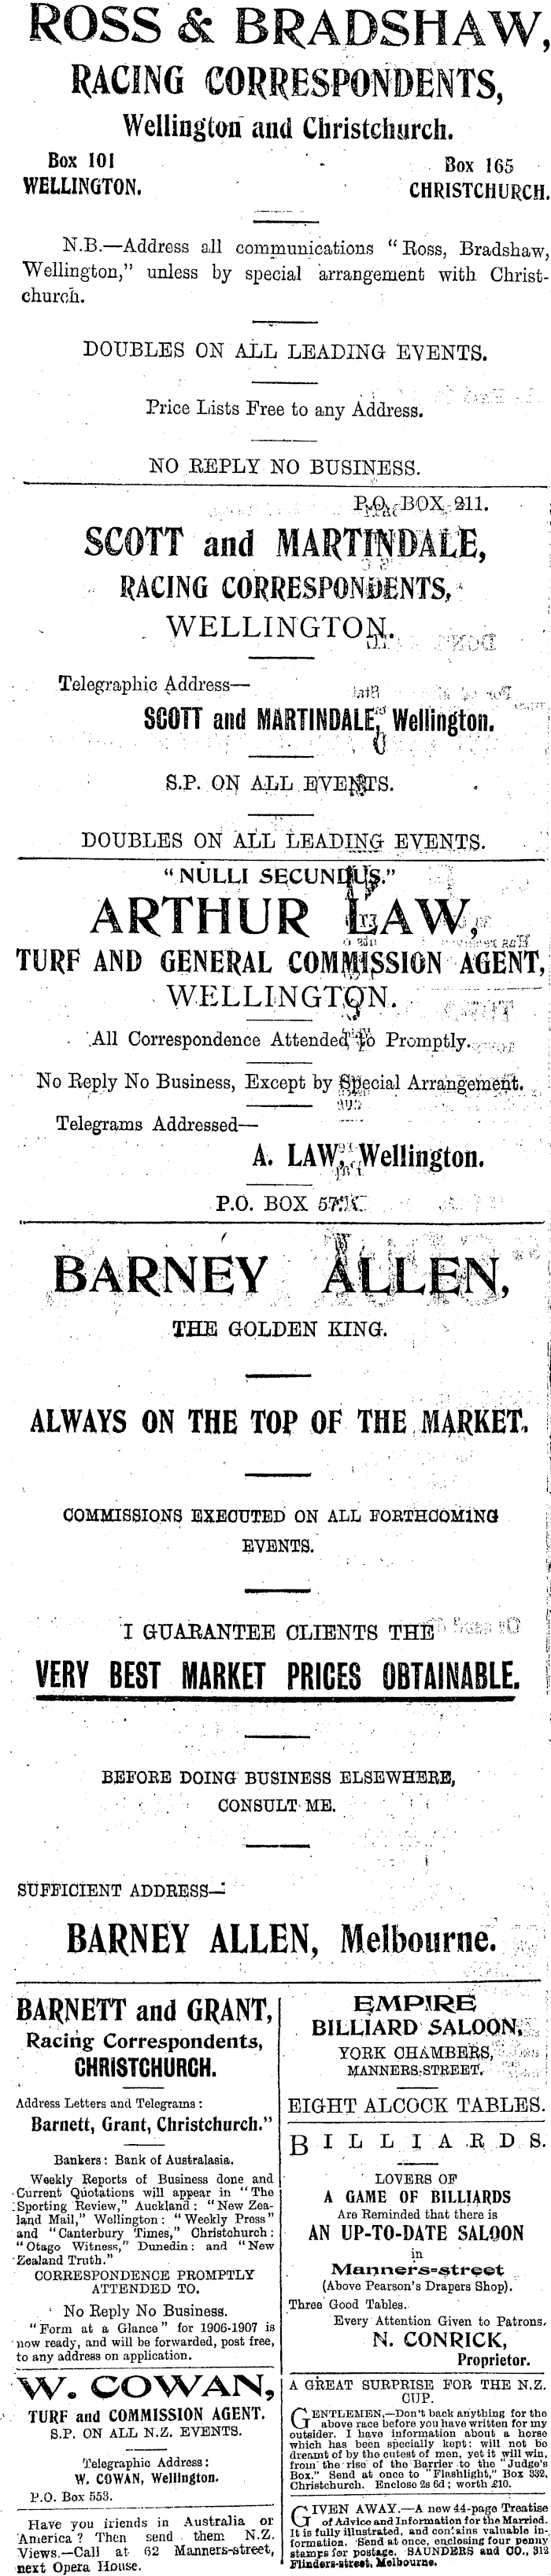 ROSS & BRADSHAW,
RACING CORRESPONDENTS,
Wellington and Christchurch.
Box 101
WELLINGTON.
Box 165
CHRISTCHURCH.
N.B.—Address all communications "Ross, Bradshaw,
Wellington," unless by special arrangement with Christ-
church.
DOUBLES ON ALL LEADING EVENTS.
Price Lists Free to any Address.
NO REPLY NO BUSINESS.
P.O. BOX 211.
SCOTT and MARTINDALE,
RACING CORRESPONDENTS,
WELLINGTON.
Telegraphic Address—
SCOTT and MARTINDALE, Wellington.
S.P. ON ALL EVENTS.
DOUBLES ON ALL LEADING EVENTS.
"NULLI SECUNDUS."
ARTHUR LAW,
TURF AND GENERAL COMMISSION AGENT,
WELLINGTON.
All Correspondence Attended to Promptly.
No Reply No Business, Except by Special Arrangement.
Telegrams Addressed—
A. LAW, Wellington.
P.O. BOX
BARNEY ALLEN,
THE GOLDEN KING.
ALWAYS ON THE TOP OF THE MARKET.
COMMISSIONS EXECUTED ON ALL FORTHCOMING
EVENTS.
I GUARANTEE CLIENTS THE
VERY BEST MARKET PRICES OBTAINABLE.
BEFORE DOING BUSINESS ELSEWHERE,
CONSULT ME.
SUFFICIENT ADDRESS—
BARNEY ALLEN, Melbourne.
BARNETT and GRANT,
Racing Correspondents,
CHRISTCHURCH.
Address Letters and Telegrams :
Barnett, Grant, Christchurch."
Bankers: Bank of Australasia.
Weekly Reports of Business done and
Current Quotations will appear in "The
Sporting Review," Auckland: "New Zea-
land Mail," Wellington: "Weekly Press"
and "Canterbury Times," Christchurch:
"Otago Witness," Dunedin: and "New
Zealand Truth."
CORRESPONDENCE PROMPTLY
ATTENDED TO.
No Reply No Business.
"Form at a Glance" for 1906-1907 is
now ready, and will be forwarded, post free,
to any address on application.
W. COWAN,
TURF and COMMISSION AGENT.
S.P. ON ALL N.Z. EVENTS.
Telegraphic Address:
W. COWAN, Wellington.
P.O. Box 553.
Have you friends in Australia or
America? Then send them N.Z.
Views.—Call at 62 Manners-street,
next Opera House.
EMPIRE
BILLIARD SALOON,
YORK CHAMBERS,
MANNERS-STREET.
EIGHT ALCOCK TABLES.
BILLIARDS.
LOVERS OF
A GAME OF BILLIARDS
Are Reminded that there is
AN UP-TO-DATE SALOON
in
Manners-street
(Above Pearson's Drapers Shop).
Three Good Tables.
Every Attention Given to Patrons.
N. CONRICK,
Proprietor.
A GREAT SURPRISE FOR THE N.Z.
CUP.
GENTLEMEN,—Don't back anything for the
above race before you have written for my
outsider. I have information about a horse
which has been specially kept: will not be
dreamt of by the cutest of men, yet it will win,
from the rise of the Barrier to the "Judge's
Box." Send at once to "Flashlight," Box 332,
Christchurch. Enclose 2s 6d; worth £10.
GIVEN AWAY.—A new 44-page Treatise
of Advice and Information for the Married.
It is fully illustrated, and contains valuable in-
formation. Send at once, enclosing four penny
stamps for postage. SAUNDERS and CO., 312
Flinders-street, Melbourne.